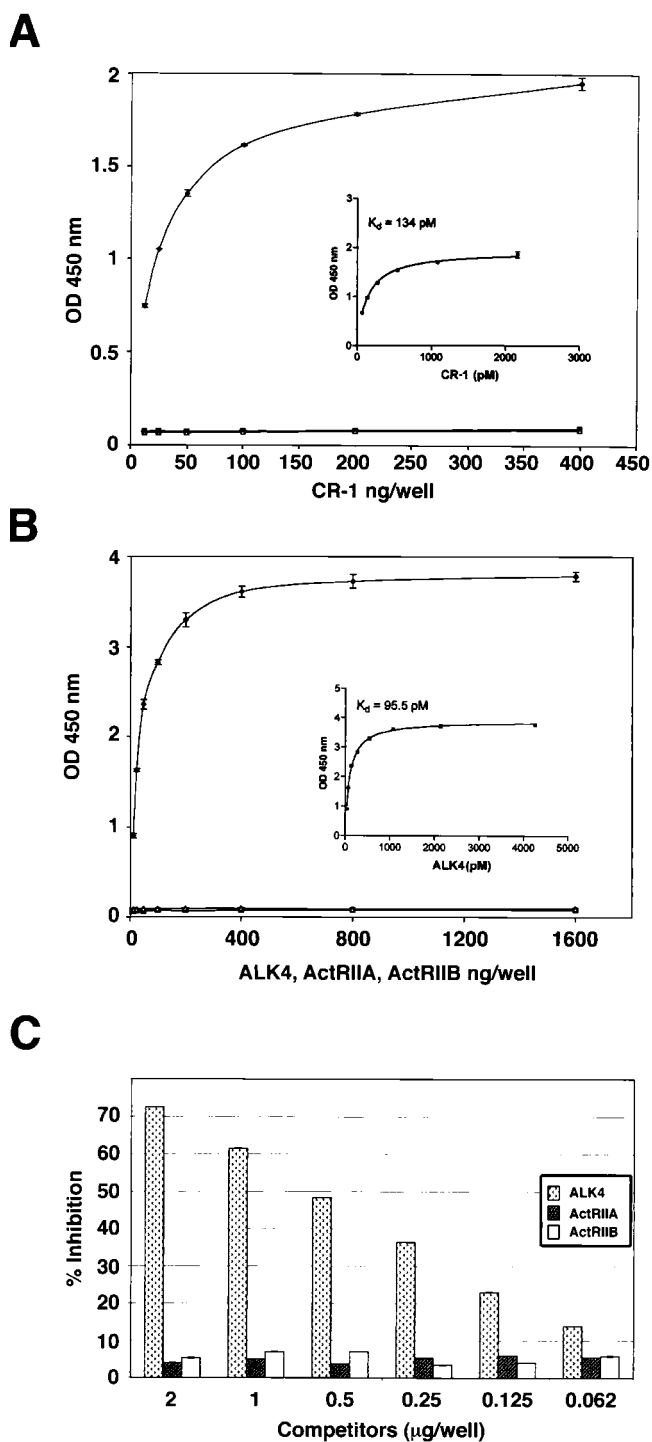 A
2
1.5
1
0.5
0
OD 450 nm
0 50 100 150 200 250 300 350 400 450
CR-1 ng/well
3
2
1
0
OD 450 nm
K_d = 134 pM
0 1000 2000 3000
CR-1 (pM)
B
4
3
2
1
0
OD 450 nm
0 400 800 1200 1600
ALK4, ActRIIA, ActRIIB ng/well
5
4
3
2
1
0
OD 450 nm
K_d = 95.5 pM
0 1000 2000 3000 4000 5000
ALK4(pM)
C
70
60
50
40
30
20
10
0
% Inhibition
ALK4
ActRIIA
ActRIIB
2 1 0.5 0.25 0.125 0.062
Competitors (µg/well)